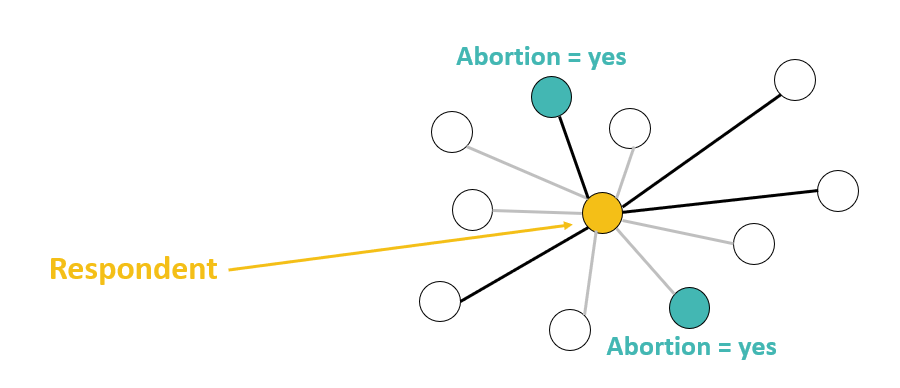 Abortion = yes
Respondent
Abortion = yes